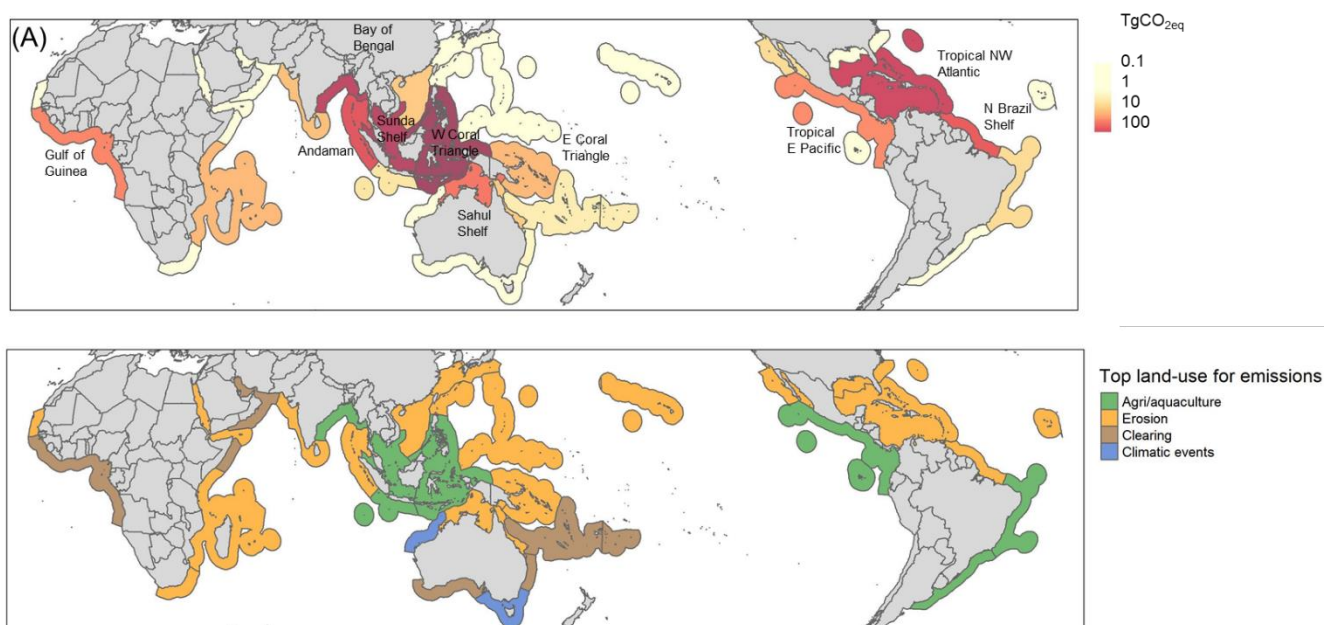 (A)
Bay of
Bengal
Gulf of
Guinea
Andaman
Sunda
Shelf
W Coral
Triangle
E Coral
Triangle
Sahul
Shelf
Tropical NW
Atlantic
N Brazil
Shelf
Tropical
E Pacific
TgCO2eq
0.1
1
10
100
Top land-use for emissions
Agri/aquaculture
Erosion
Clearing
Climatic events